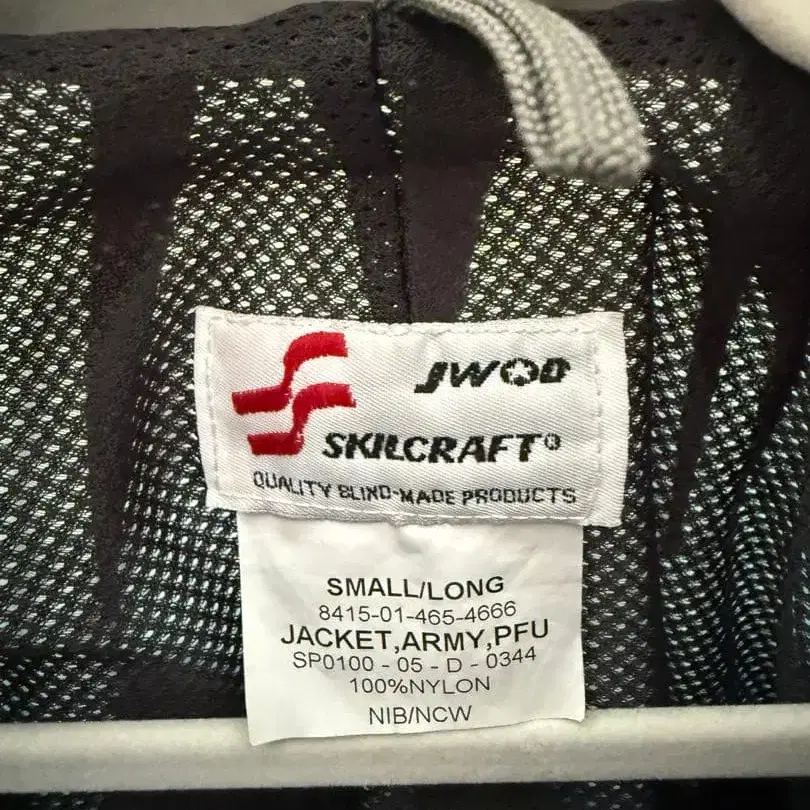 JWOD
SKILCRAFT®
QUALITY BLIND-MADE PRODUCTS
SMALL/LONG
8415-01-465-4666
JACKET,ARMY,PFU
SP0100 - 05 - D - 0344
100%NYLON
NIB/NCW